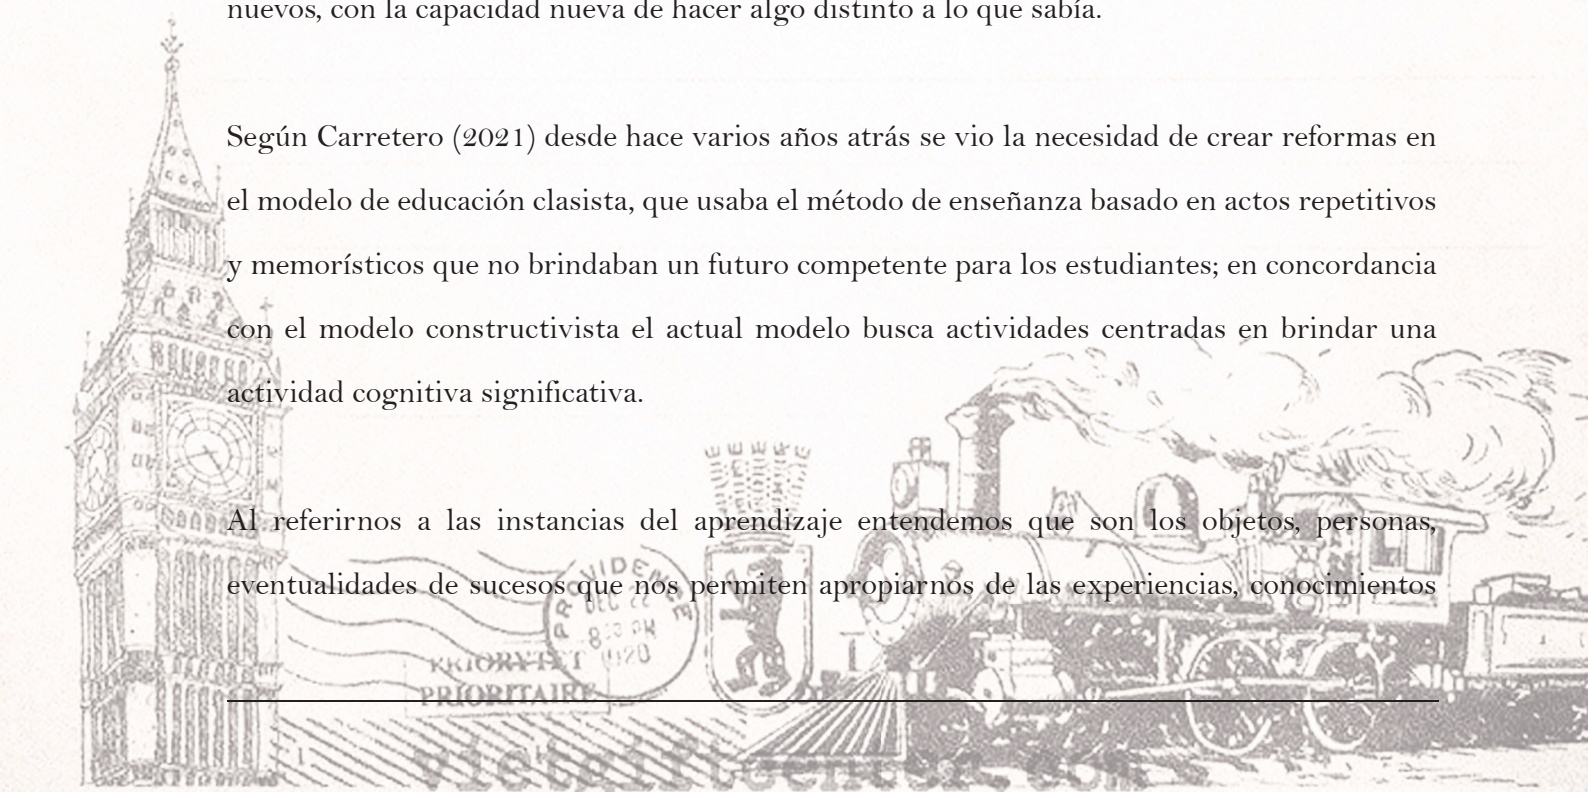 nuevos, con la capacidad nueva de hacer algo distinto a lo que sabía.
Según Carretero (2021) desde hace varios años atrás se vio la necesidad de crear reformas en
el modelo de educación clasista, que usaba el método de enseñanza basado en actos repetitivos
y memorísticos que no brindaban un futuro competente para los estudiantes; en concordancia
con el modelo constructivista el actual modelo busca actividades centradas en brindar una
actividad cognitiva significativa.
Al referirnos a las instancias del aprendizaje entendemos que son los objetos, personas,
eventualidades de sucesos que nos permiten apropiarnos de las experiencias, conocimientos
DEC 22
PRIORITAIRE
vietgiftcenter.com